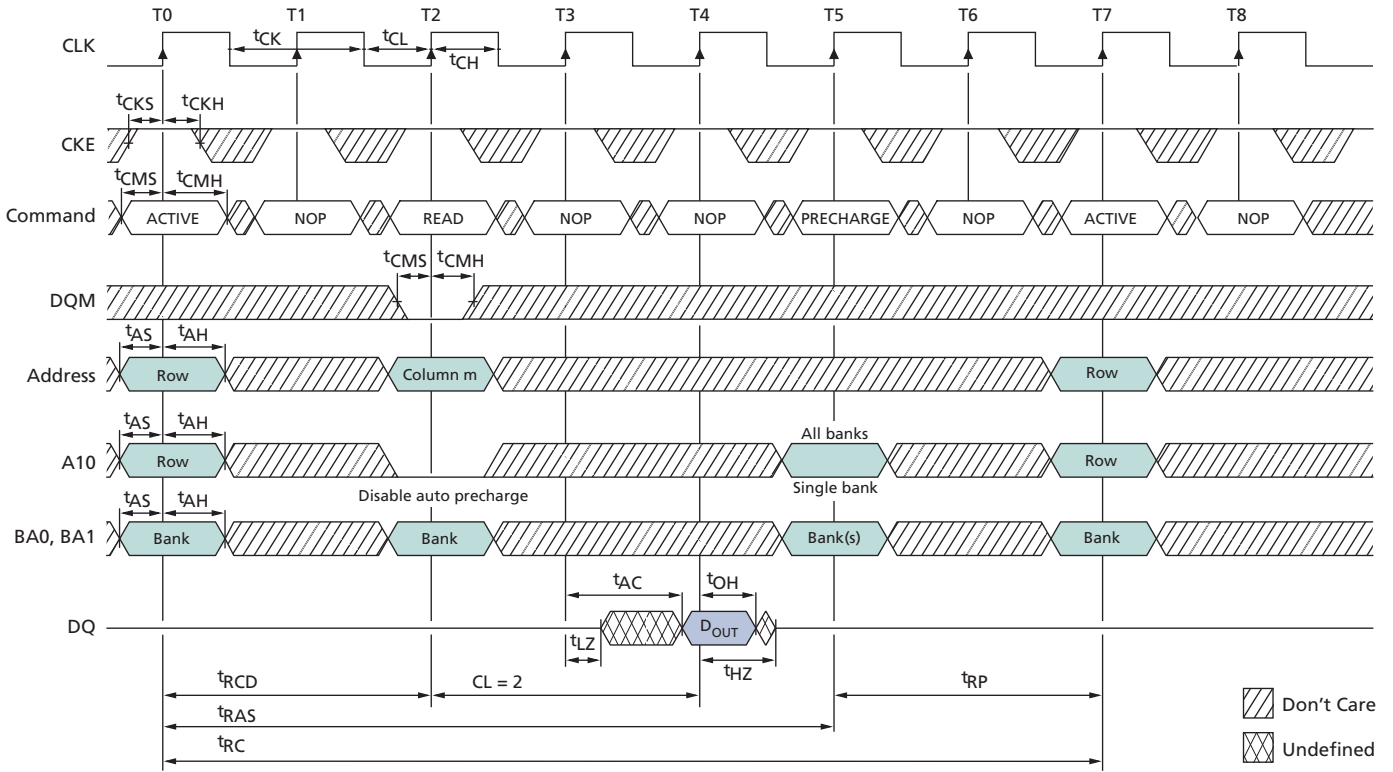 T0 T1 T2 T3 T4 T5 T6 T7 T8
CLK
tCK tCL
tCH
tCKS tCKH
CKE
tCMS tCMH
Command ACTIVE NOP READ NOP NOP PRECHARGE NOP ACTIVE NOP
tCMS tCMH
DQM
tAS tAH
Address Row Column m Row
tAS tAH
All banks
A10 Row Row
Disable auto precharge Single bank
tAS tAH
BA0, BA1 Bank Bank Bank(s) Bank
tAC tOH
DQ DOUT
tLZ tHZ
tRCD CL = 2 tRP
tRAS
tRC
Don't Care
Undefined